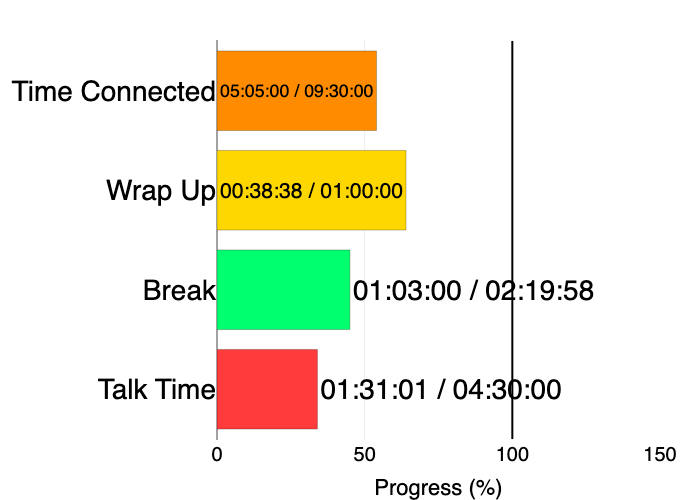 Time Connected 05:05:00 / 09:30:00
Wrap Up 00:38:38 / 01:00:00
Break 01:03:00 / 02:19:58
Talk Time 01:31:01 / 04:30:00
0 50 100 150
Progress (%)